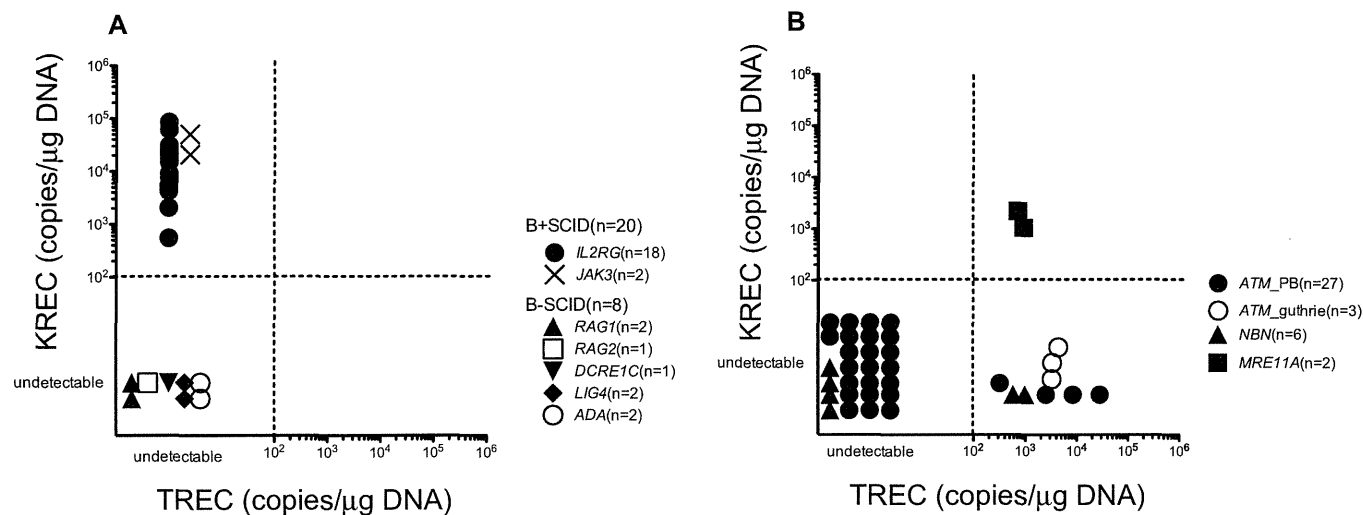 A
KREC (copies/µg DNA)
10⁶
10⁵
10⁴
10³
10²
undetectable
undetectable
10² 10³ 10⁴ 10⁵ 10⁶
TREC (copies/µg DNA)
B+SCID(n=20)
IL2RG(n=18)
JAK3(n=2)
B-SCID(n=8)
RAG1(n=2)
RAG2(n=1)
DCRE1C(n=1)
LIG4(n=2)
ADA(n=2)
B
KREC (copies/µg DNA)
10⁶
10⁵
10⁴
10³
10²
undetectable
undetectable
10² 10³ 10⁴ 10⁵ 10⁶
TREC (copies/µg DNA)
ATM_PB(n=27)
ATM_guthrie(n=3)
NBN(n=6)
MRE11A(n=2)